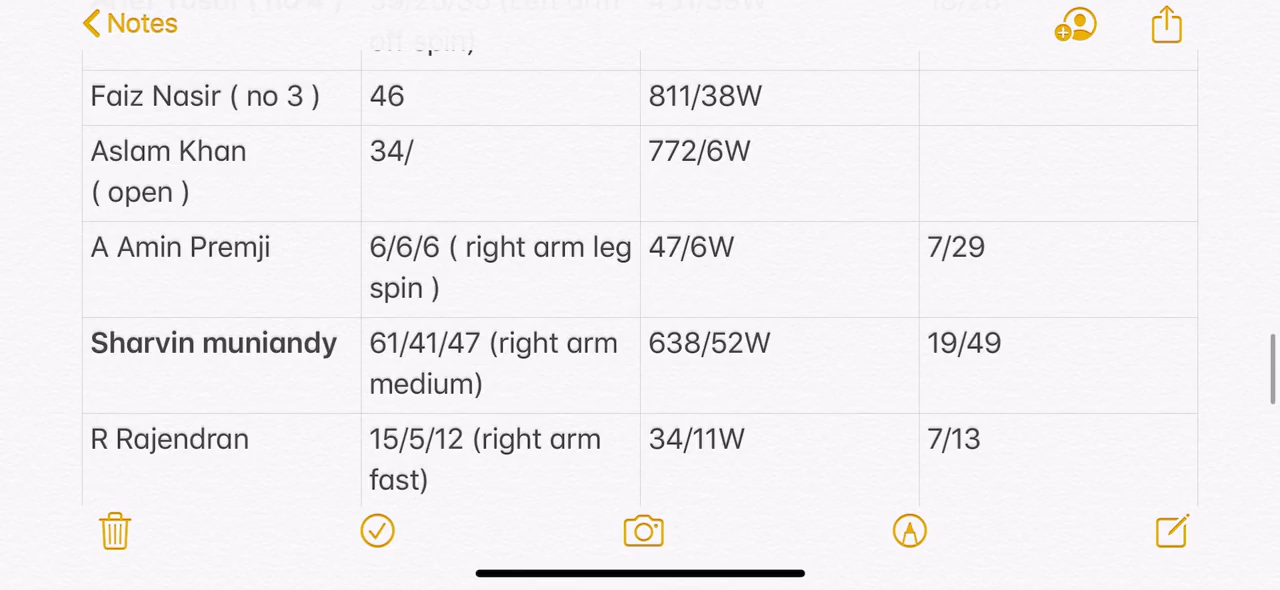 Notes
off spin)
Faiz Nasir ( no 3 )
46
811/38W
Aslam Khan
( open )
34/
772/6W
A Amin Premji
6/6/6 ( right arm leg
spin )
47/6W
7/29
Sharvin muniandy
61/41/47 (right arm
medium)
638/52W
19/49
R Rajendran
15/5/12 (right arm
fast)
34/11W
7/13